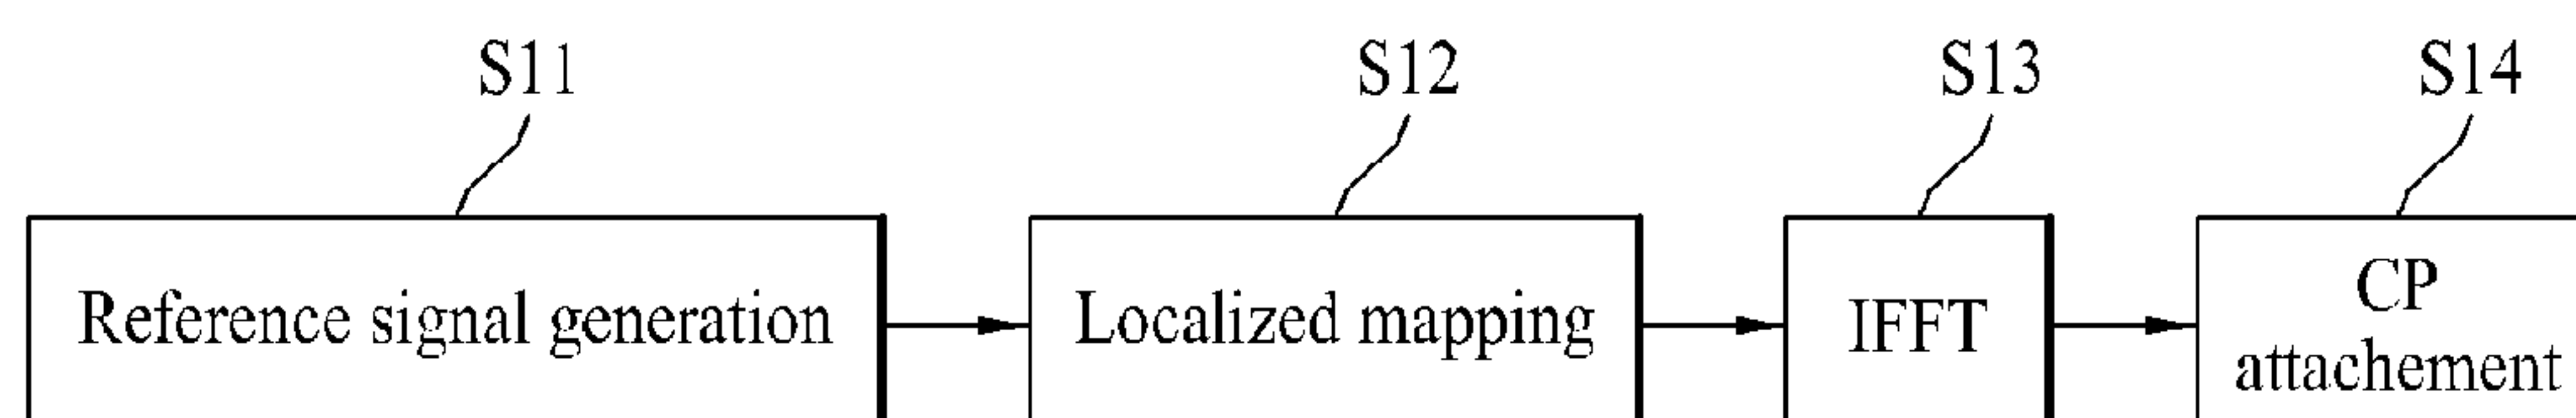 S11
S12
S13
S14
Reference signal generation
Localized mapping
IFFT
CP
attachement